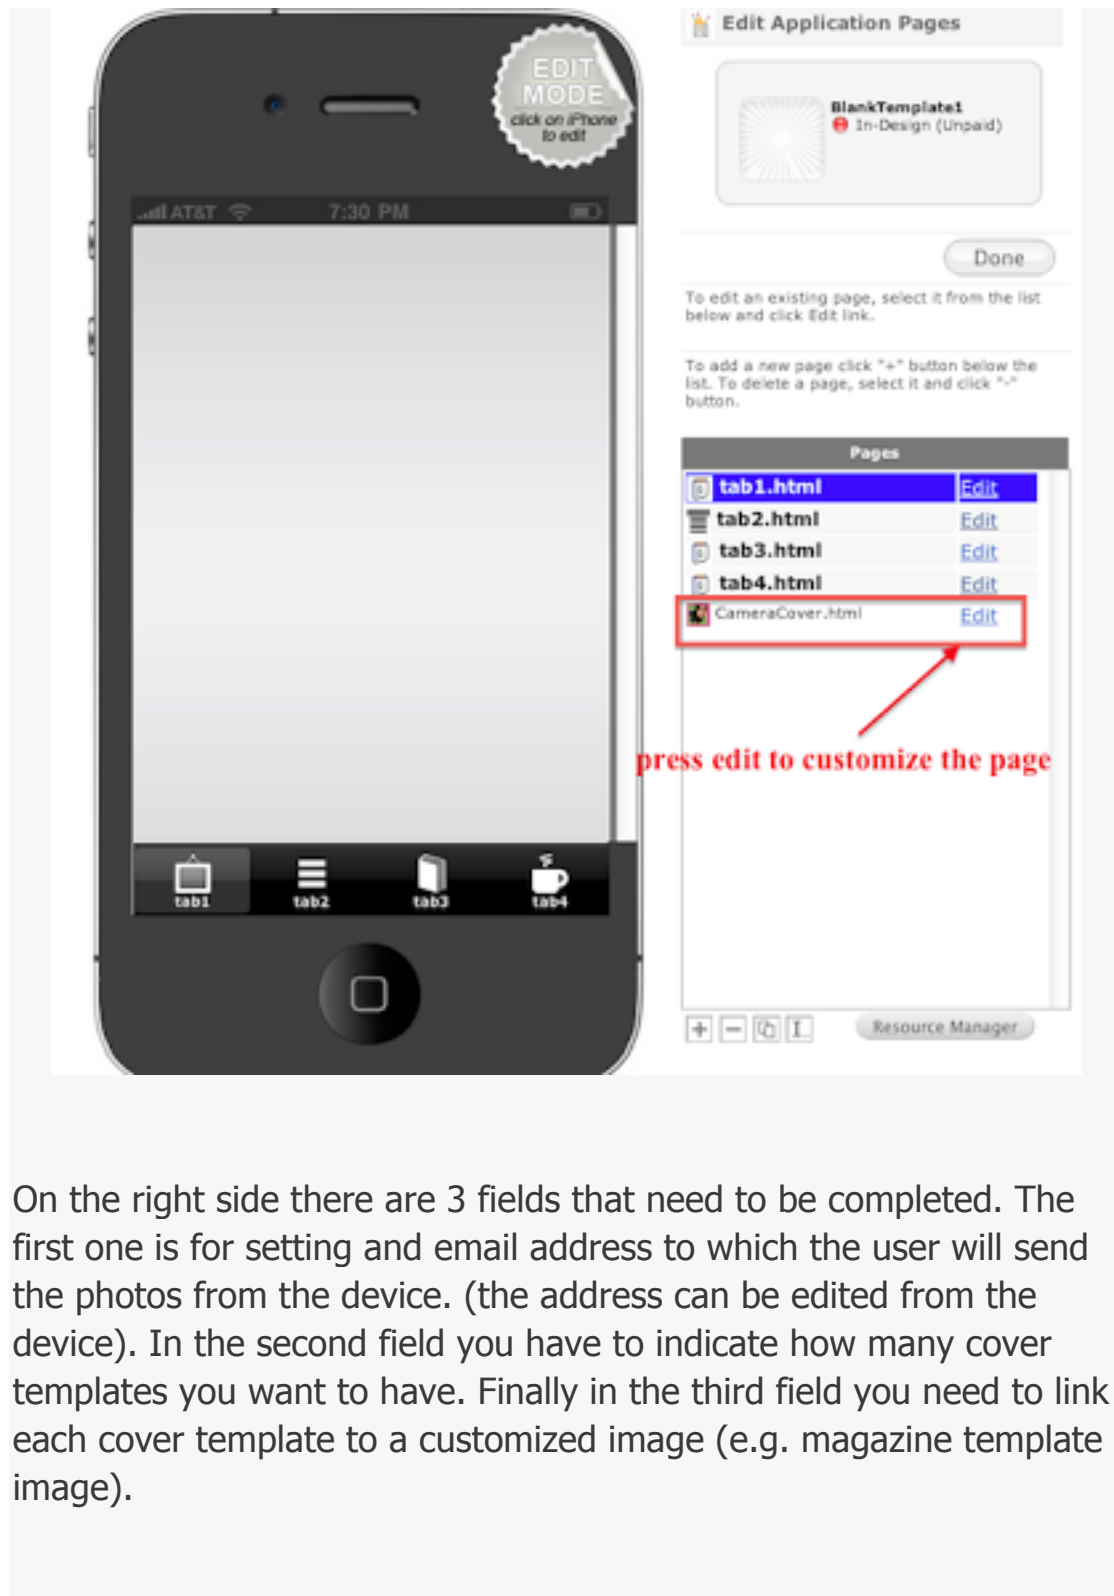 Edit Application Pages
EDIT
MODE
click on iPhone
to edit
BlankTemplate1
In-Design (Unpaid)
AT&T
7:30 PM
Done
To edit an existing page, select it from the list
below and click Edit link.
To add a new page click "+" button below the
list. To delete a page, select it and click "-"
button.
Pages
tab1.html Edit
tab2.html Edit
tab3.html Edit
tab4.html Edit
CameraCover.html Edit
press edit to customize the page
tab1 tab2 tab3 tab4
Resource Manager
On the right side there are 3 fields that need to be completed. The
first one is for setting and email address to which the user will send
the photos from the device. (the address can be edited from the
device). In the second field you have to indicate how many cover
templates you want to have. Finally in the third field you need to link
each cover template to a customized image (e.g. magazine template
image).